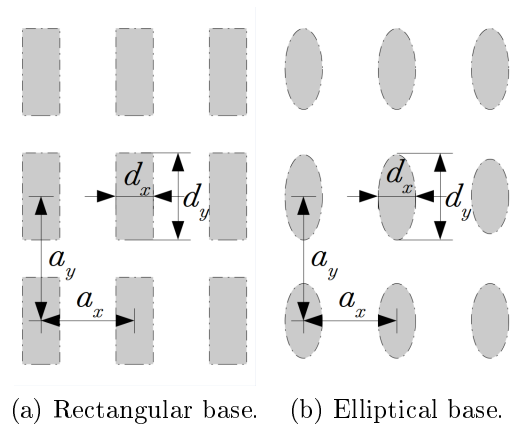 d_x
d_y
a_y
a_x
d_x
d_y
a_y
a_x
(a) Rectangular base.
(b) Elliptical base.